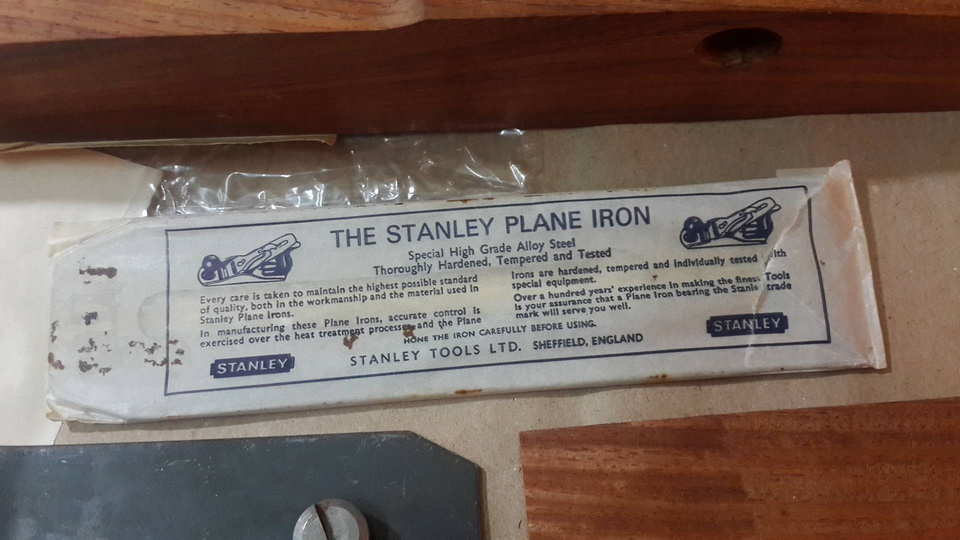 THE STANLEY PLANE IRON
Special High Grade Alloy Steel
Thoroughly Hardened, Tempered and Tested
Every care is taken to maintain the highest possible standard
of quality, both in the workmanship and the material used in
Stanley Plane Irons.
In manufacturing these Plane Irons, accurate control is
exercised over the heat treatment processes and the Plane
Irons are hardened, tempered and individually tested with
special equipment.
Over a hundred years' experience in making the finest Tools
is your assurance that a Plane Iron bearing the Stanley trade
mark will serve you well.
HONE THE IRON CAREFULLY BEFORE USING.
STANLEY
STANLEY TOOLS LTD. SHEFFIELD, ENGLAND
STANLEY